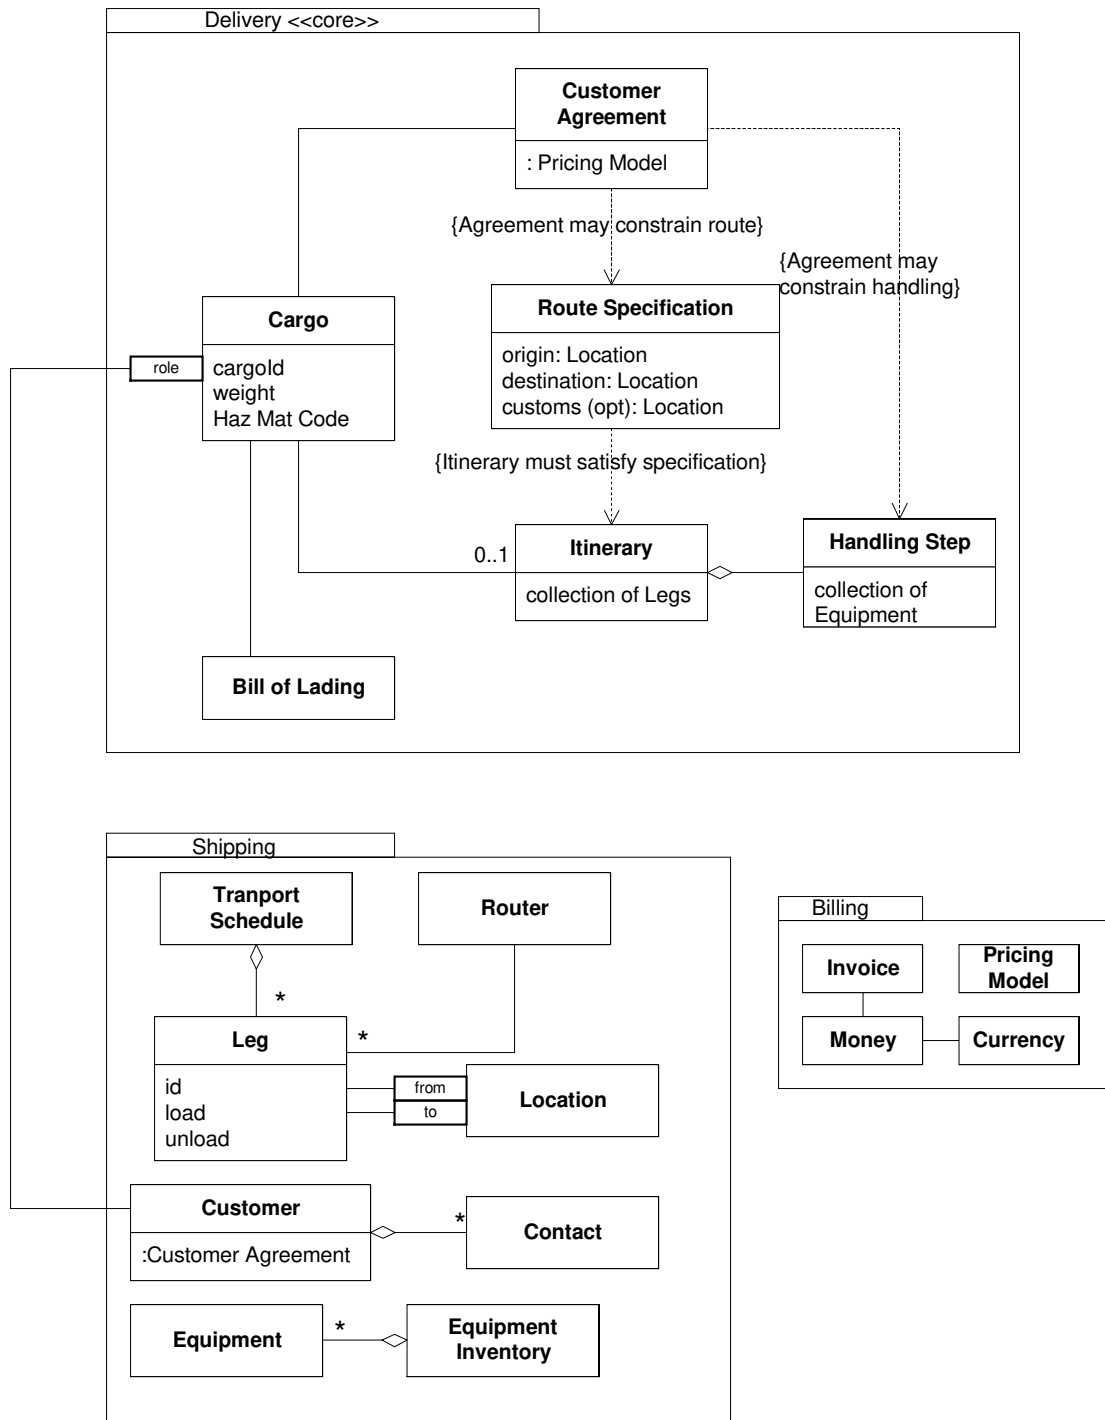 Delivery <<core>>
Customer
Agreement
: Pricing Model
{Agreement may constrain route}
{Agreement may
constrain handling}
Cargo
role
cargoId
weight
Haz Mat Code
Route Specification
origin: Location
destination: Location
customs (opt): Location
{Itinerary must satisfy specification}
0..1
Itinerary
collection of Legs
Handling Step
collection of
Equipment
Bill of Lading
Shipping
Tranport
Schedule
Router
*
*
Leg
id
load
unload
from
to
Location
Customer
:Customer Agreement
*
Contact
Equipment
*
Equipment
Inventory
Billing
Invoice
Pricing
Model
Money
Currency